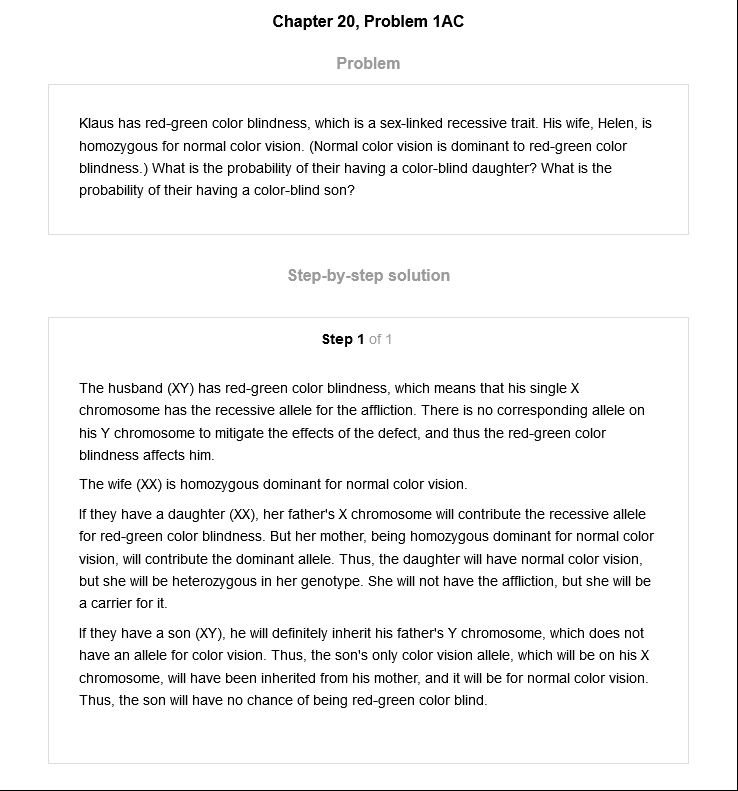 Chapter 20, Problem 1AC
Problem
Klaus has red-green color blindness, which is a sex-linked recessive trait. His wife, Helen, is
homozygous for normal color vision. (Normal color vision is dominant to red-green color
blindness.) What is the probability of their having a color-blind daughter? What is the
probability of their having a color-blind son?
Step-by-step solution
Step 1 of 1
The husband (XY) has red-green color blindness, which means that his single X
chromosome has the recessive allele for the affliction. There is no corresponding allele on
his Y chromosome to mitigate the effects of the defect, and thus the red-green color
blindness affects him.
The wife (XX) is homozygous dominant for normal color vision.
If they have a daughter (XX), her father's X chromosome will contribute the recessive allele
for red-green color blindness. But her mother, being homozygous dominant for normal color
vision, will contribute the dominant allele. Thus, the daughter will have normal color vision,
but she will be heterozygous in her genotype. She will not have the affliction, but she will be
a carrier for it.
If they have a son (XY), he will definitely inherit his father's Y chromosome, which does not
have an allele for color vision. Thus, the son's only color vision allele, which will be on his X
chromosome, will have been inherited from his mother, and it will be for normal color vision.
Thus, the son will have no chance of being red-green color blind.